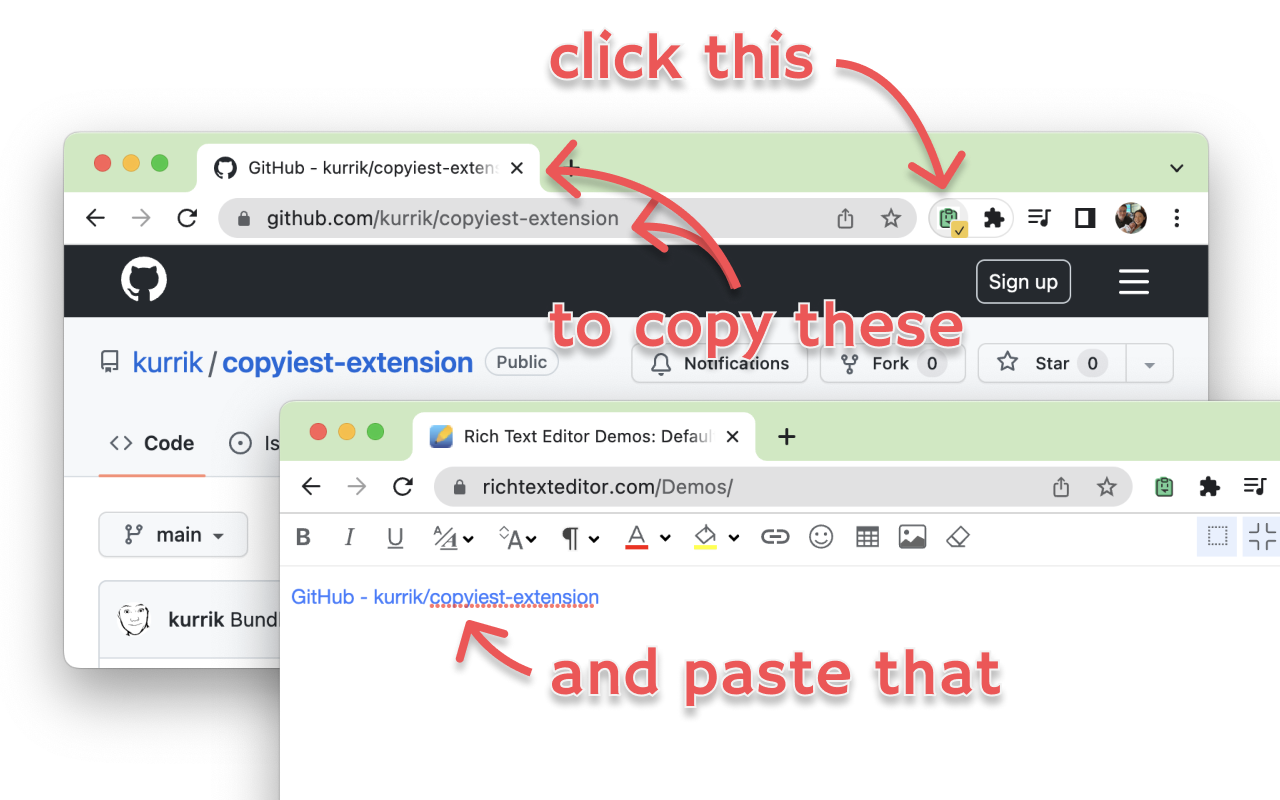 click this
GitHub - kurrik/copyiest-exten
github.com/kurrik/copyiest-extension
Sign up
to copy these
kurrik / copyiest-extension Public
Notifications
Fork 0
Star 0
Code
Is
Rich Text Editor Demos: Defaul
richtexteditor.com/Demos/
main
B I U A A A
kurrik Bundl
GitHub - kurrik/copyiest-extension
and paste that